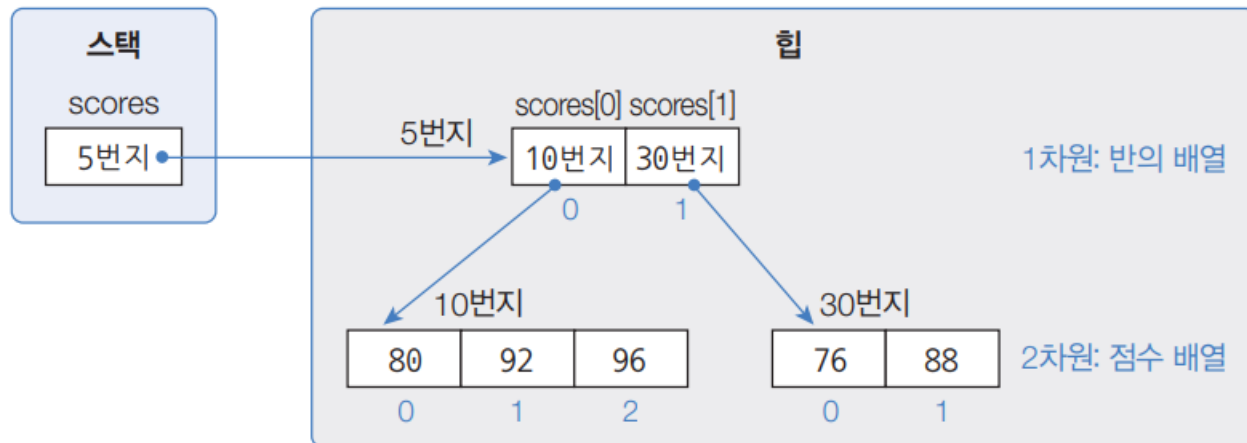 스택
힙
scores
scores[0] scores[1]
5번지
5번지
10번지 30번지
1차원: 반의 배열
0 1
10번지
30번지
80 92 96
76 88
2차원: 점수 배열
0 1 2
0 1